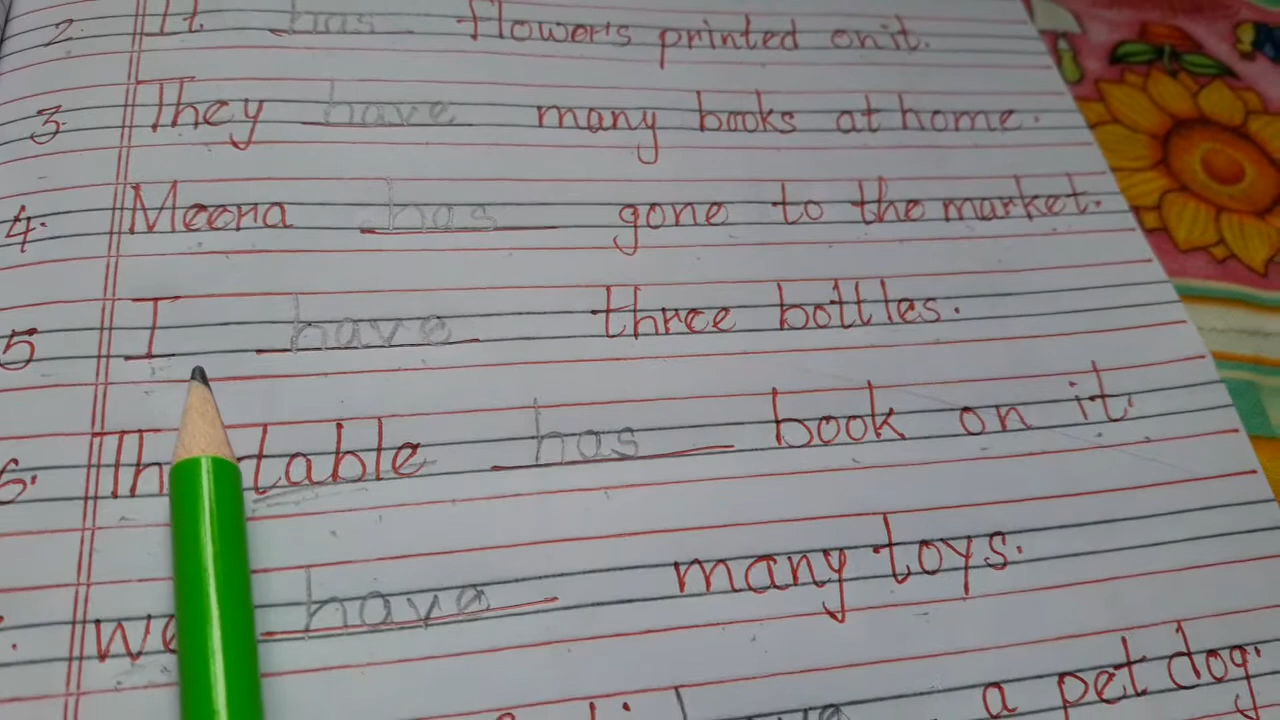 2. It has flowers printed on it.
3. They have many books at home.
4. Meena has gone to the market.
5 I have three bottles.
6. The table has book on it.
We have many toys.
a pet dog.